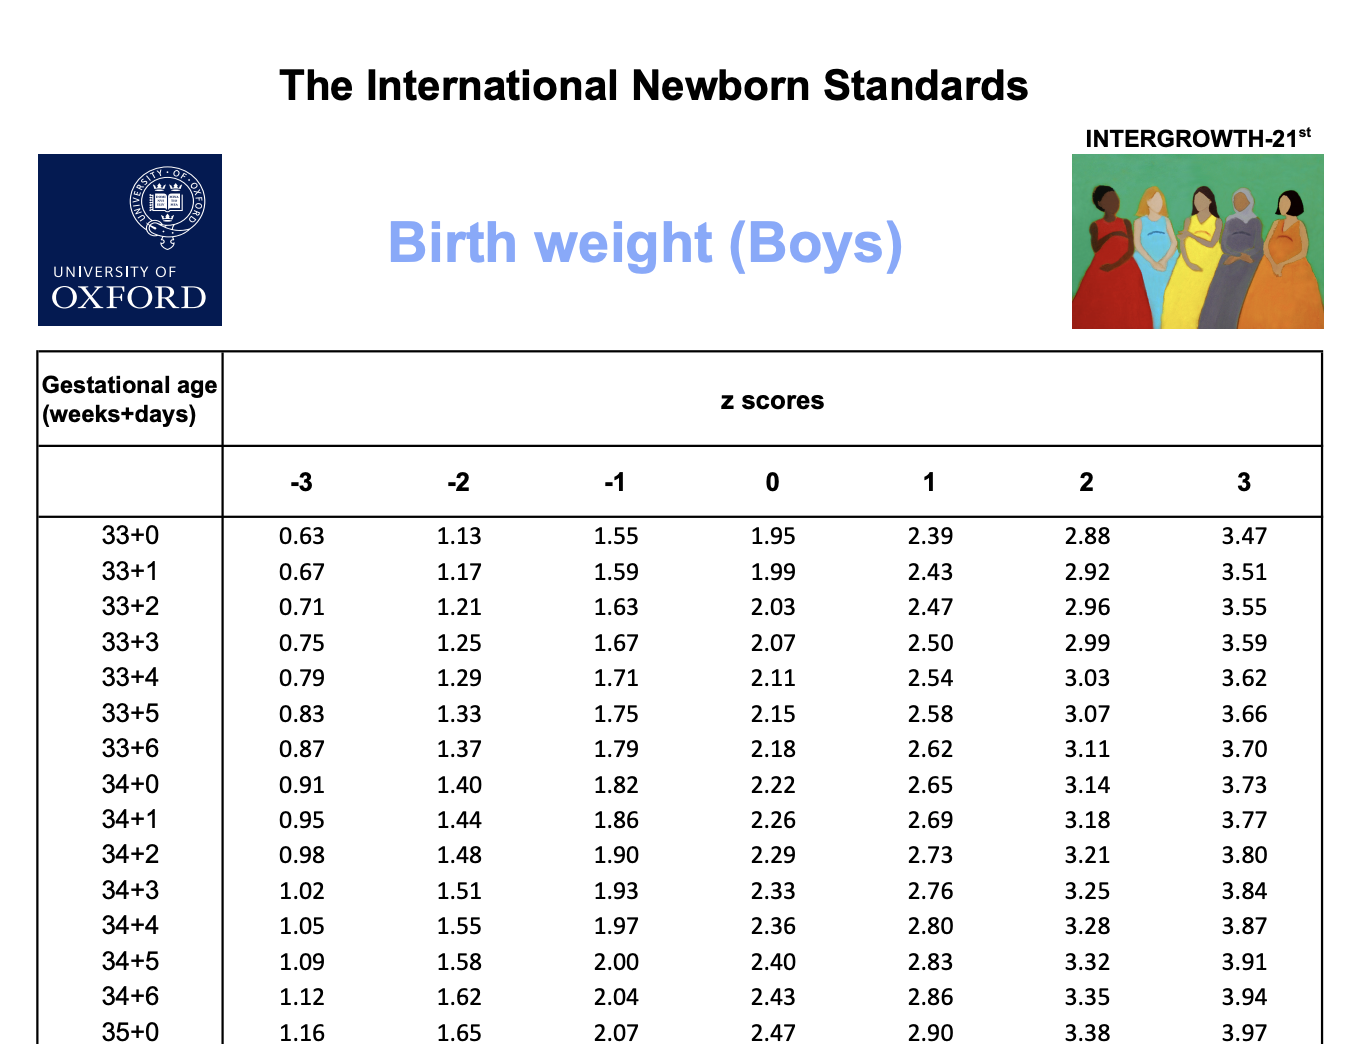 The International Newborn Standards
INTERGROWTH-21st
UNIVERSITY · OF · OXFORD
UNIVERSITY OF
OXFORD
Birth weight (Boys)
Gestational age
(weeks+days)
z scores
-3 -2 -1 0 1 2 3
33+0 0.63 1.13 1.55 1.95 2.39 2.88 3.47
33+1 0.67 1.17 1.59 1.99 2.43 2.92 3.51
33+2 0.71 1.21 1.63 2.03 2.47 2.96 3.55
33+3 0.75 1.25 1.67 2.07 2.50 2.99 3.59
33+4 0.79 1.29 1.71 2.11 2.54 3.03 3.62
33+5 0.83 1.33 1.75 2.15 2.58 3.07 3.66
33+6 0.87 1.37 1.79 2.18 2.62 3.11 3.70
34+0 0.91 1.40 1.82 2.22 2.65 3.14 3.73
34+1 0.95 1.44 1.86 2.26 2.69 3.18 3.77
34+2 0.98 1.48 1.90 2.29 2.73 3.21 3.80
34+3 1.02 1.51 1.93 2.33 2.76 3.25 3.84
34+4 1.05 1.55 1.97 2.36 2.80 3.28 3.87
34+5 1.09 1.58 2.00 2.40 2.83 3.32 3.91
34+6 1.12 1.62 2.04 2.43 2.86 3.35 3.94
35+0 1.16 1.65 2.07 2.47 2.90 3.38 3.97